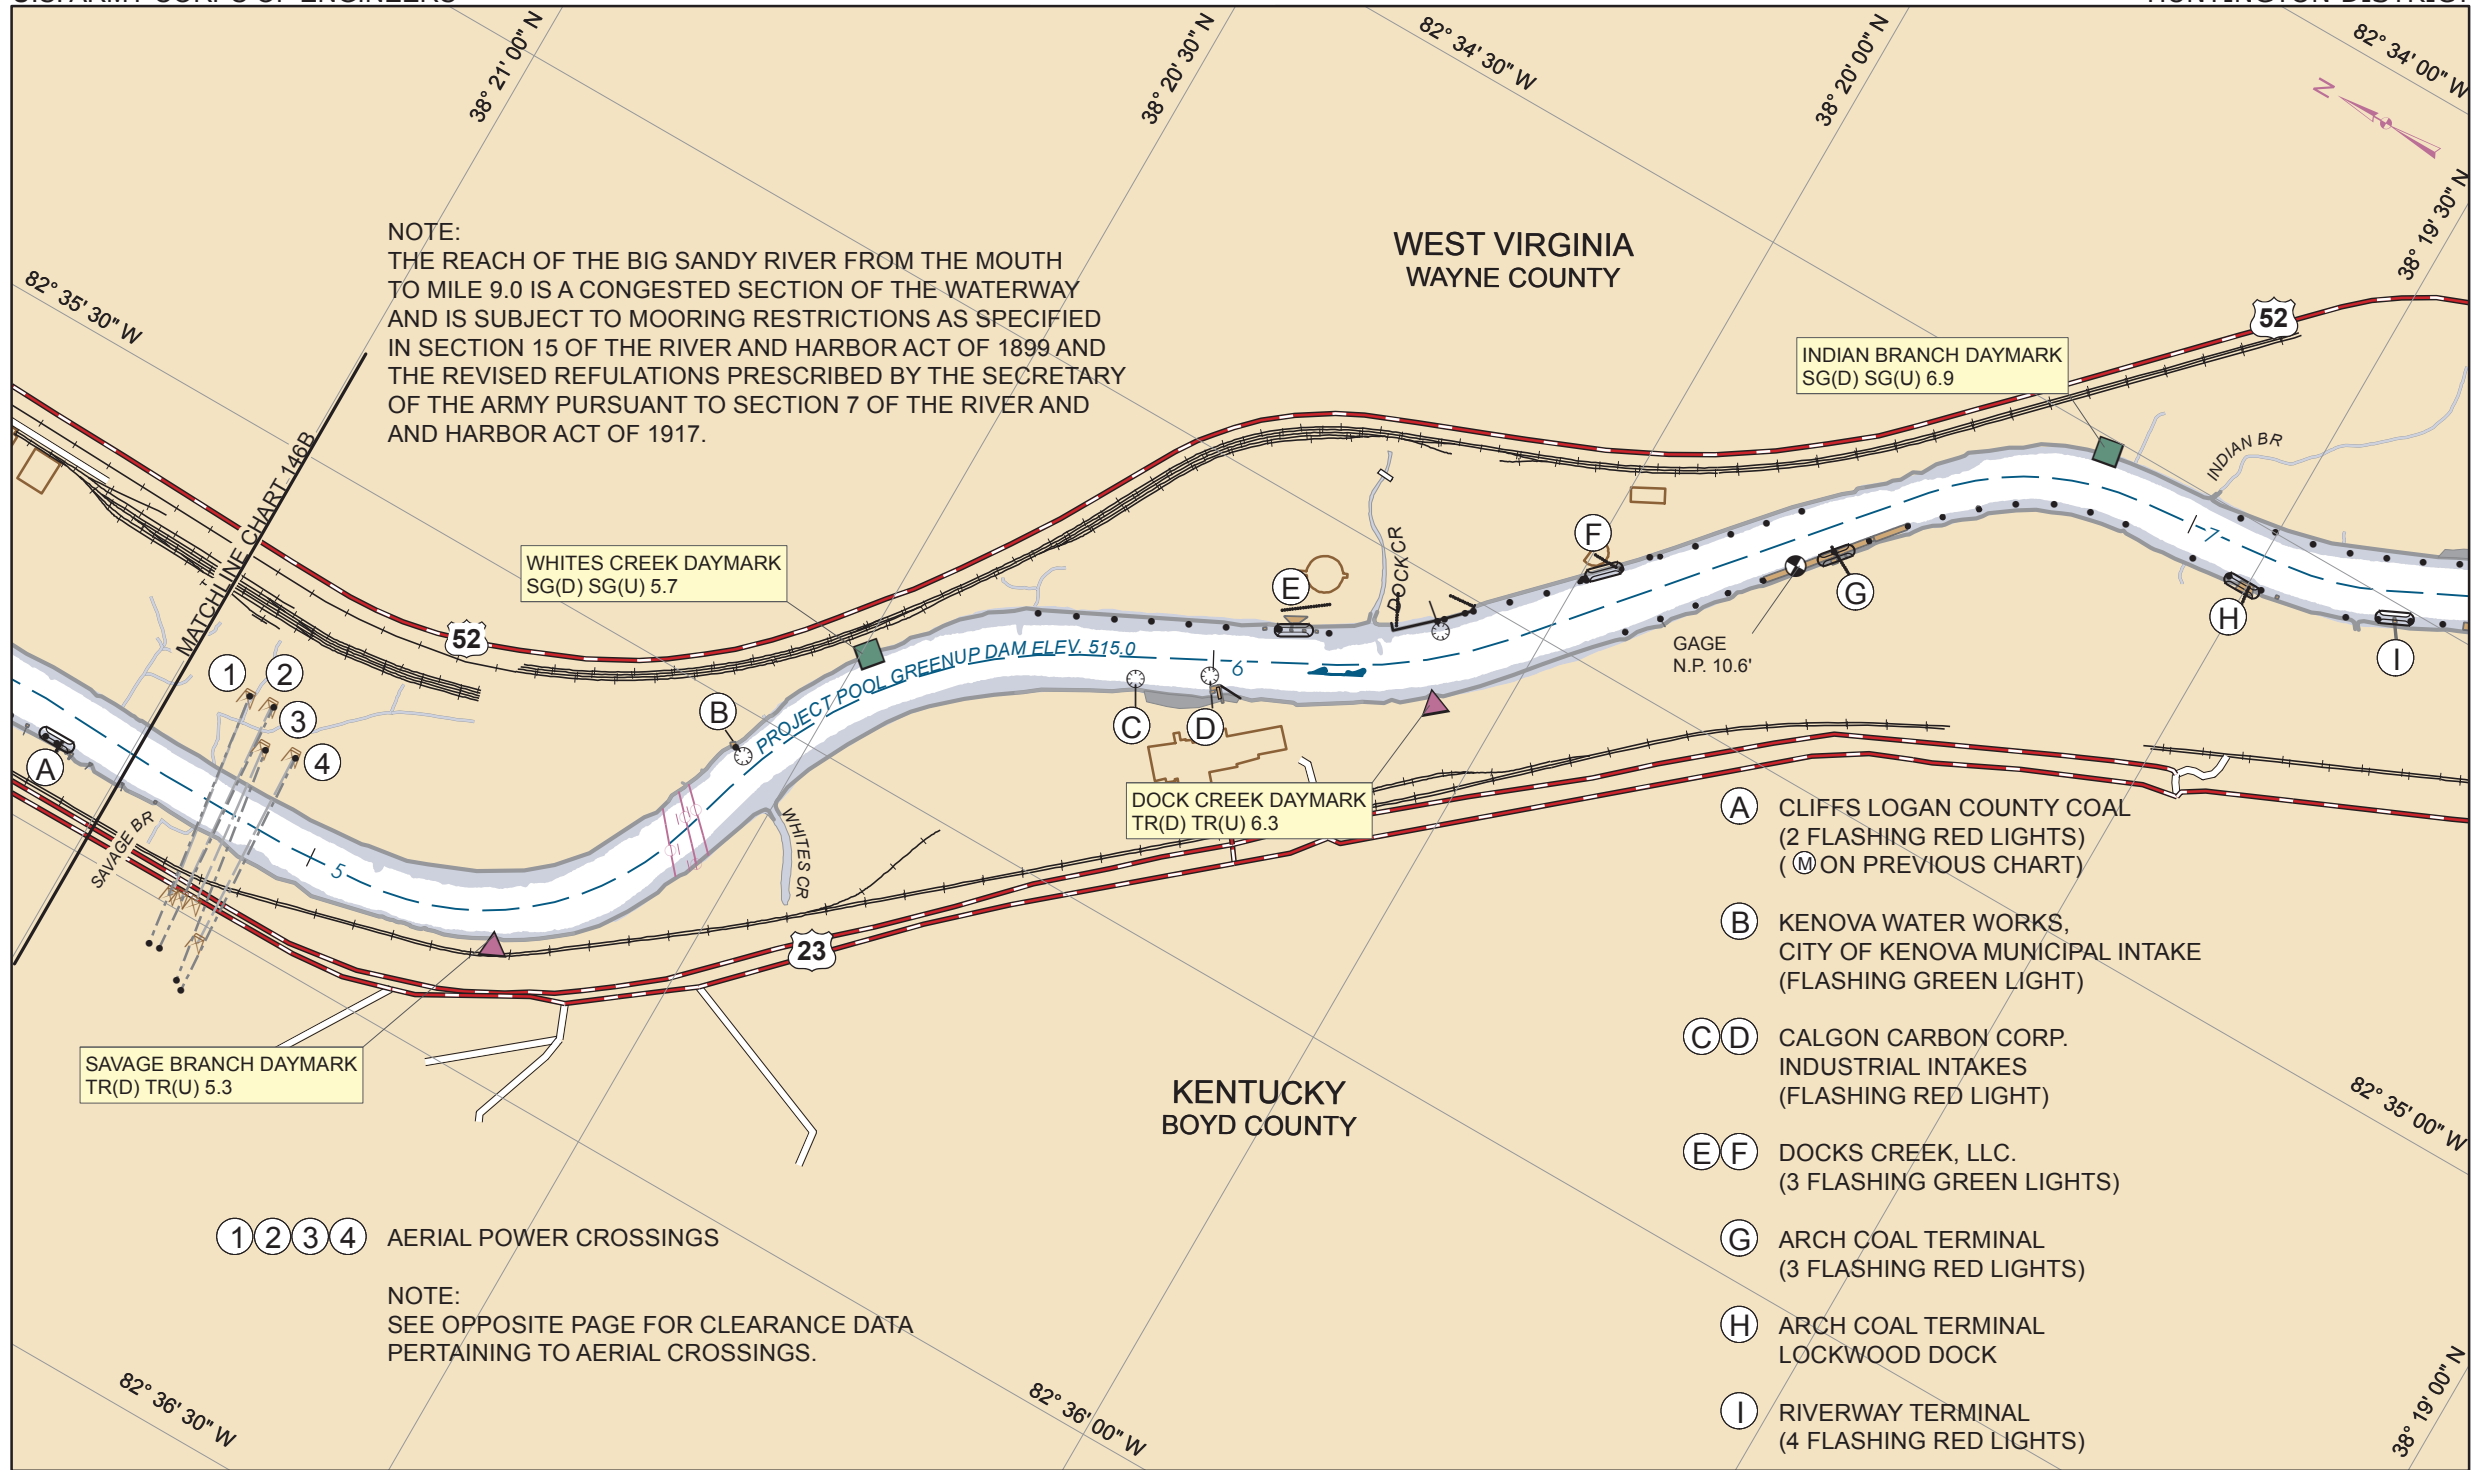 U.S. ARMY CORPS OF ENGINEERS
HUNTINGTON DISTRICT
38° 21' 00" N
38° 20' 30" N
82° 34' 30" W
38° 20' 00" N
82° 34' 00" W
N
38° 19' 30" N
82° 35' 30" W
NOTE:
THE REACH OF THE BIG SANDY RIVER FROM THE MOUTH
TO MILE 9.0 IS A CONGESTED SECTION OF THE WATERWAY
AND IS SUBJECT TO MOORING RESTRICTIONS AS SPECIFIED
IN SECTION 15 OF THE RIVER AND HARBOR ACT OF 1899 AND
THE REVISED REFULATIONS PRESCRIBED BY THE SECRETARY
OF THE ARMY PURSUANT TO SECTION 7 OF THE RIVER AND
AND HARBOR ACT OF 1917.
WEST VIRGINIA
WAYNE COUNTY
52
INDIAN BRANCH DAYMARK
SG(D) SG(U) 6.9
INDIAN BR
MATCHLINE CHART 146B
WHITES CREEK DAYMARK
SG(D) SG(U) 5.7
52
E
DOCK CR
F
G
7
H
I
GAGE
N.P. 10.6'
1
2
3
4
A
B
PROJECT POOL GREENUP DAM ELEV. 515.0
6
C
D
SAVAGE BR
5
WHITES CR
DOCK CREEK DAYMARK
TR(D) TR(U) 6.3
23
SAVAGE BRANCH DAYMARK
TR(D) TR(U) 5.3
KENTUCKY
BOYD COUNTY
A CLIFFS LOGAN COUNTY COAL
(2 FLASHING RED LIGHTS)
( M ON PREVIOUS CHART)
B KENOVA WATER WORKS,
CITY OF KENOVA MUNICIPAL INTAKE
(FLASHING GREEN LIGHT)
C D CALGON CARBON CORP.
INDUSTRIAL INTAKES
(FLASHING RED LIGHT)
E F DOCKS CREEK, LLC.
(3 FLASHING GREEN LIGHTS)
G ARCH COAL TERMINAL
(3 FLASHING RED LIGHTS)
H ARCH COAL TERMINAL
LOCKWOOD DOCK
I RIVERWAY TERMINAL
(4 FLASHING RED LIGHTS)
82° 35' 00" W
1 2 3 4 AERIAL POWER CROSSINGS
NOTE:
SEE OPPOSITE PAGE FOR CLEARANCE DATA
PERTAINING TO AERIAL CROSSINGS.
82° 36' 30" W
82° 36' 00" W
38° 19' 00" N